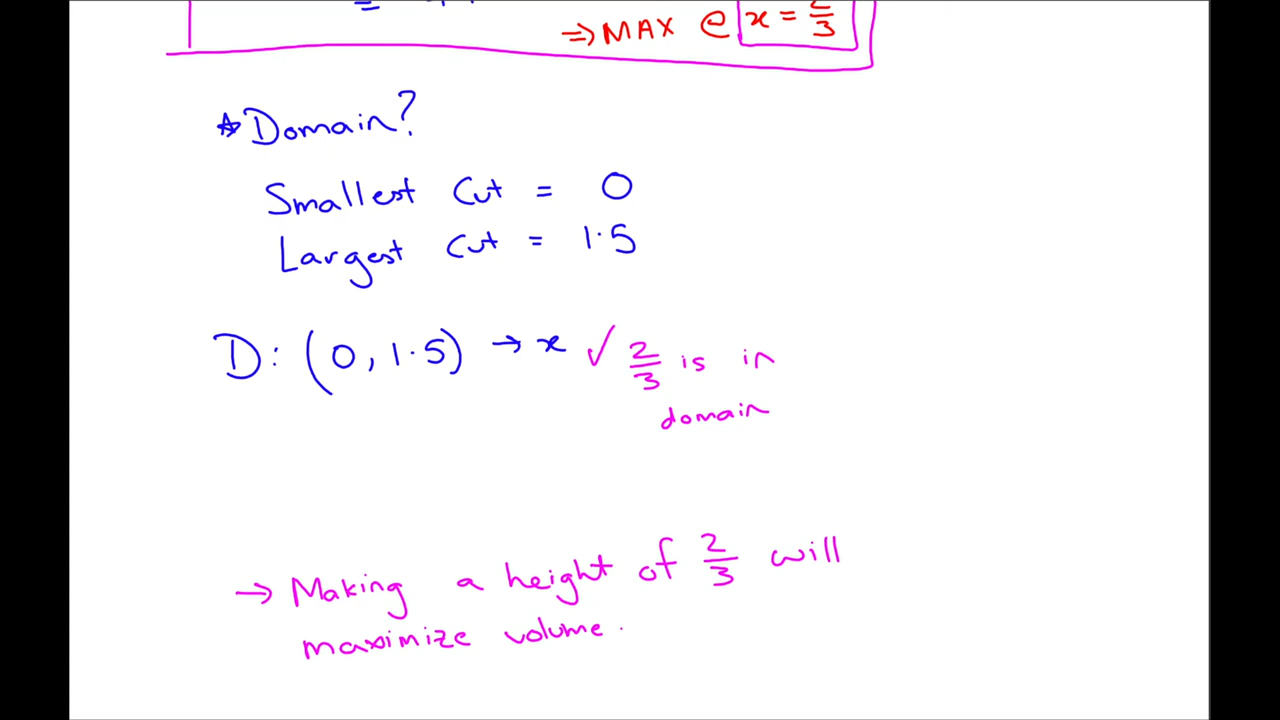 ⇒ MAX @ x = 2/3
☆ Domain?
Smallest Cut = 0
Largest Cut = 1.5
D: (0, 1.5) → x ✓ 2/3 is in
domain
→ Making a height of 2/3 will
maximize volume.